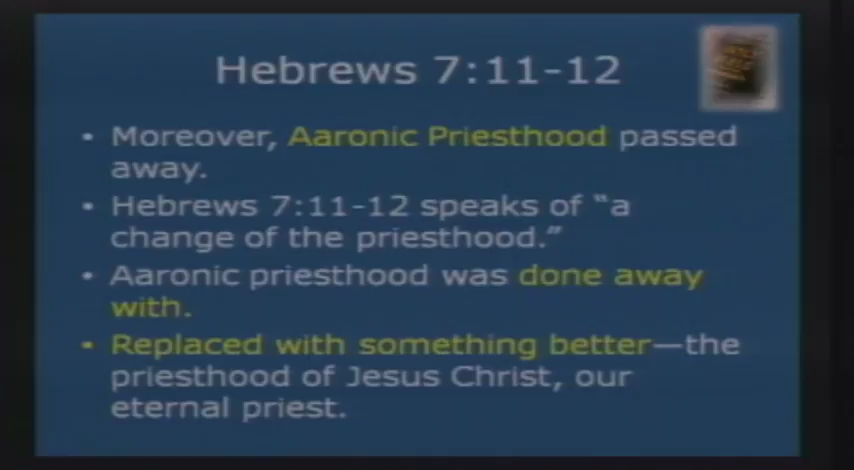 Hebrews 7:11-12
• Moreover, Aaronic Priesthood passed
away.
• Hebrews 7:11-12 speaks of “a
change of the priesthood.”
• Aaronic priesthood was done away
with.
• Replaced with something better—the
priesthood of Jesus Christ, our
eternal priest.